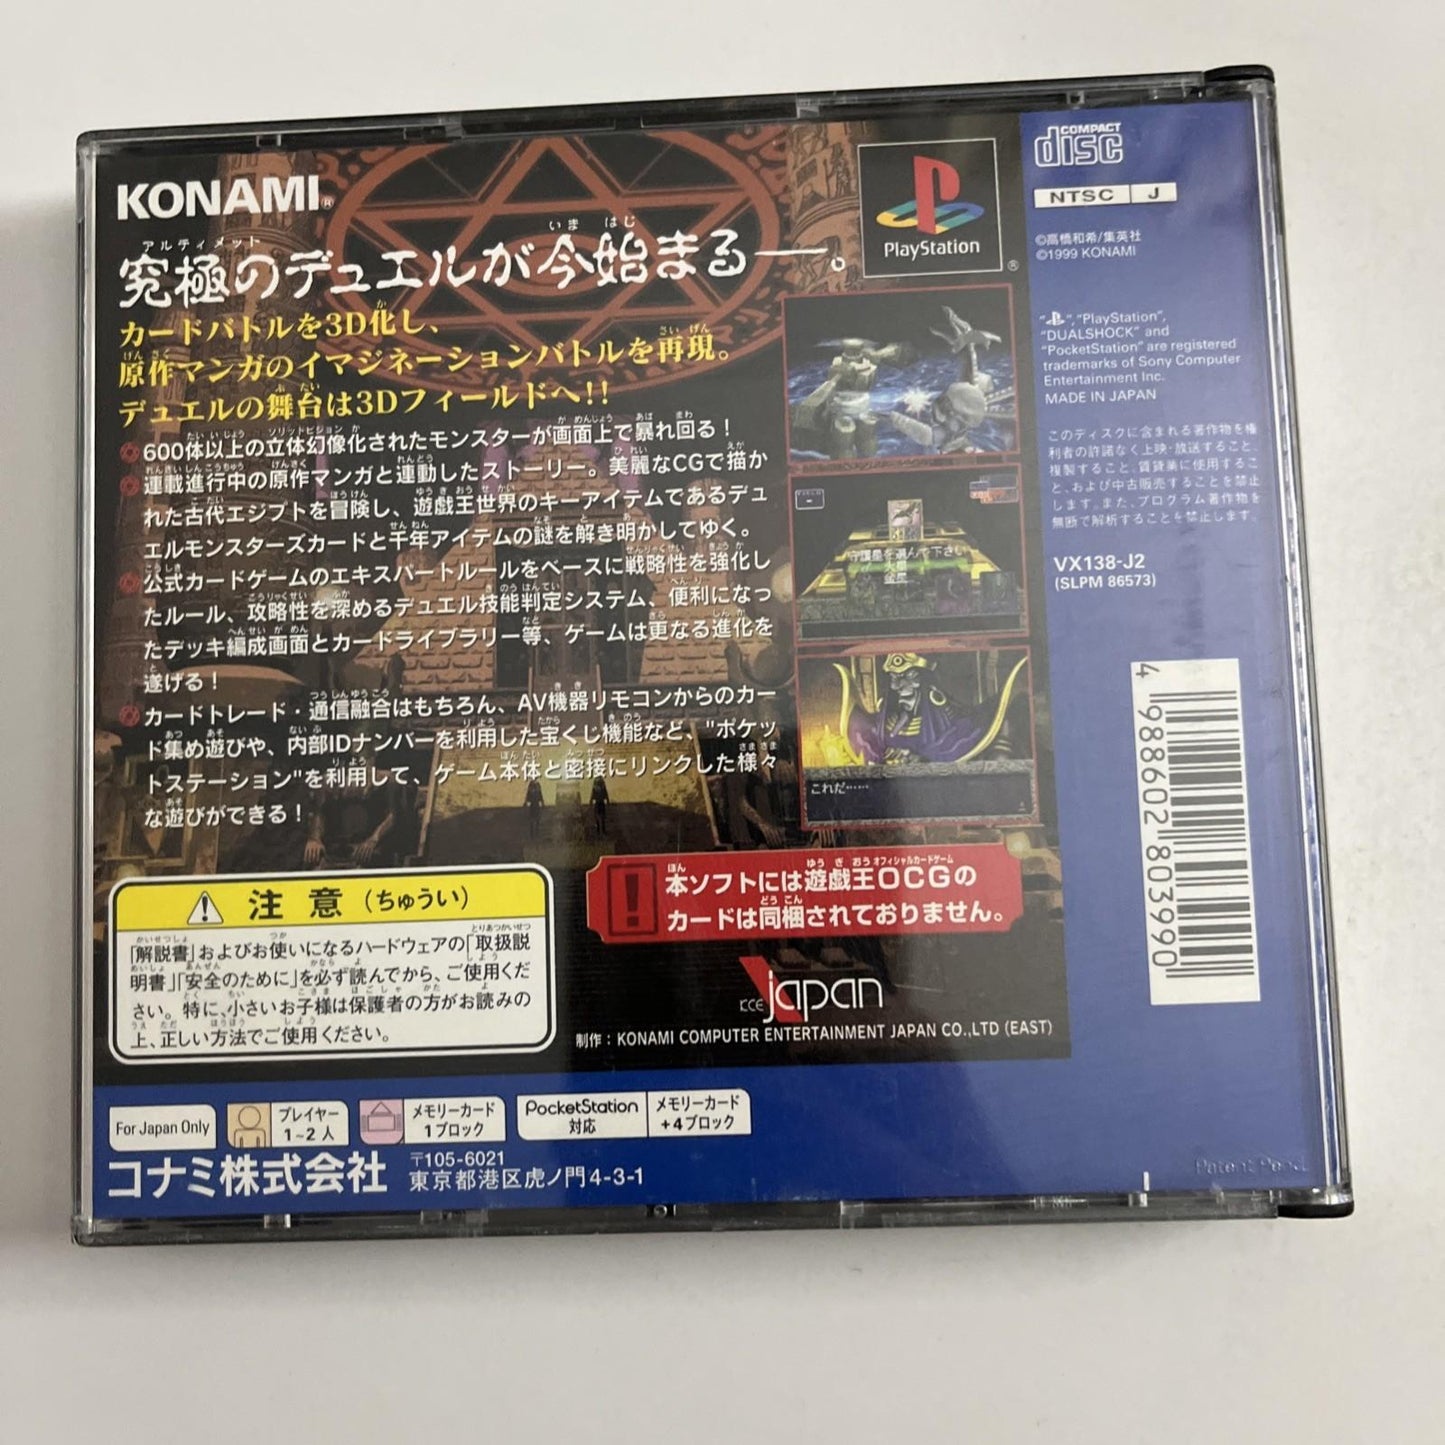 KONAMI®
究極のデュエルが今始まる――。
カードバトルを3D化し、
原作マンガのイマジネーションバトルを再現。
デュエルの舞台は3Dフィールドへ!!
600体以上の立体幻像化されたモンスターが画面上で暴れ回る！
連載進行中の原作マンガと連動したストーリー。美麗なCGで描か
れた古代エジプトを冒険し、遊戯王世界のキーアイテムであるデュ
エルモンスターズカードと千年アイテムの謎を解き明かしてゆく。
公式カードゲームのエキスパートルールをベースに戦略性を強化し
たルール、攻略性を深めるデュエル技能判定システム、便利になっ
たデッキ編成画面とカードライブラリー等、ゲームは更なる進化を
遂げる！
カードトレード・通信融合はもちろん、AV機器リモコンからのカー
ド集め遊びや、内部IDナンバーを利用した宝くじ機能など、"ポケッ
トステーション"を利用して、ゲーム本体と密接にリンクした様々
な遊びができる！
PlayStation
®
守護星を選んで下さい
火星
金星
これだ……
本ソフトには遊戯王OCGの
カードは同梱されておりません。
KCE japan
制作：KONAMI COMPUTER ENTERTAINMENT JAPAN CO.,LTD (EAST)
注意（ちゅうい）
「解説書」およびお使いになるハードウェアの「取扱説
明書」「安全のために」を必ず読んでから、ご使用くだ
さい。特に、小さいお子様は保護者の方がお読みの
上、正しい方法でご使用ください。
COMPACT disc
NTSC J
©高橋和希/集英社
©1999 KONAMI
" ","PlayStation",
"DUALSHOCK" and
"PocketStation" are registered
trademarks of Sony Computer
Entertainment Inc.
MADE IN JAPAN
このディスクに含まれる著作物を権
利者の許諾なく上映・放送すること、
複製すること、賃貸業に使用するこ
と、および中古販売することを禁止
します。また、プログラム著作物を
無断で解析することを禁止します。
VX138-J2
(SLPM 86573)
4 988602 803990
For Japan Only
プレイヤー
1~2人
メモリーカード
1ブロック
PocketStation
対応
メモリーカード
+4ブロック
コナミ株式会社
〒105-6021
東京都港区虎ノ門4-3-1
Patent Pend.